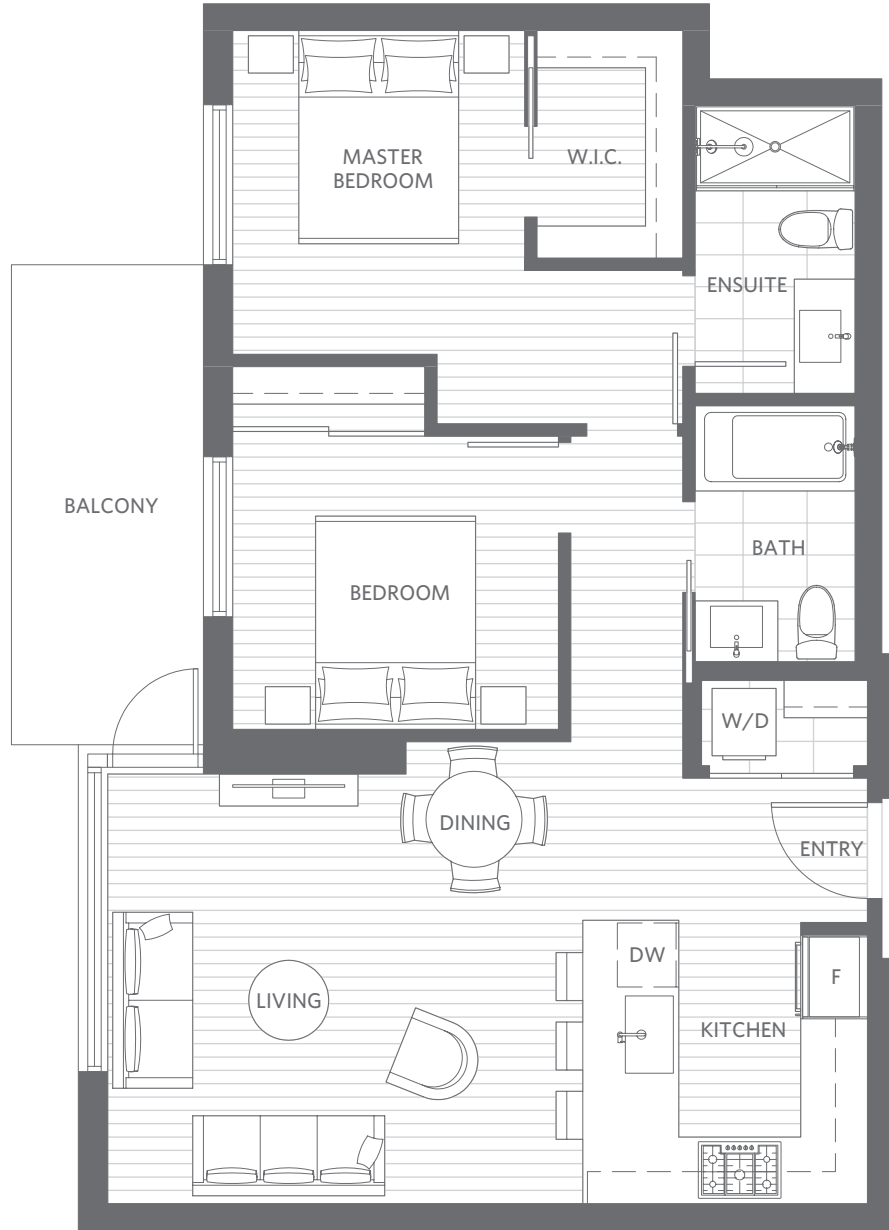 MASTER
BEDROOM
W.I.C.
ENSUITE
BALCONY
BATH
BEDROOM
W/D
DINING
ENTRY
DW
F
LIVING
KITCHEN